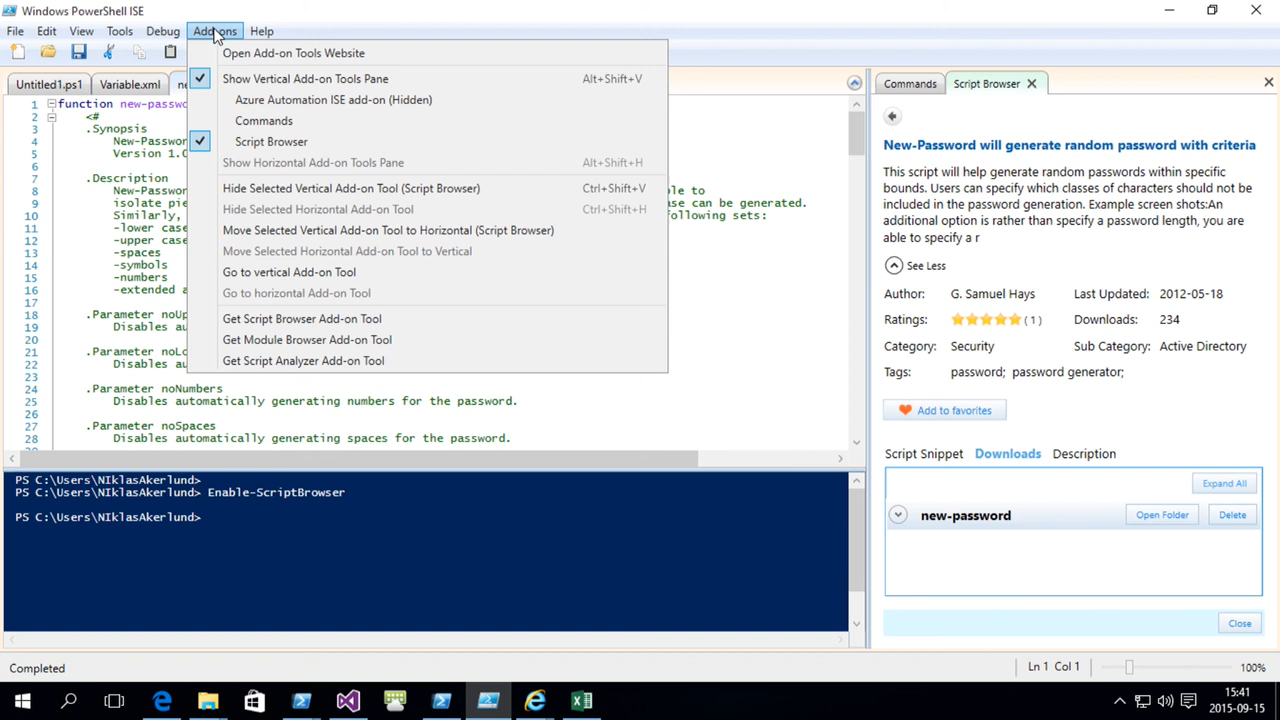 Windows PowerShell ISE
File Edit View Tools Debug Add-ons Help
Untitled1.ps1 Variable.xml
Open Add-on Tools Website
Show Vertical Add-on Tools Pane Alt+Shift+V
Azure Automation ISE add-on (Hidden)
Commands
Script Browser
Show Horizontal Add-on Tools Pane Alt+Shift+H
Hide Selected Vertical Add-on Tool (Script Browser) Ctrl+Shift+V
Hide Selected Horizontal Add-on Tool Ctrl+Shift+H
Move Selected Vertical Add-on Tool to Horizontal (Script Browser)
Move Selected Horizontal Add-on Tool to Vertical
Go to vertical Add-on Tool
Go to horizontal Add-on Tool
Get Script Browser Add-on Tool
Get Module Browser Add-on Tool
Get Script Analyzer Add-on Tool
1 function new-passwo
2 <#
3 .Synopsis
4 New-Passwor
5 Version 1.0
6
7 .Description
8 New-Passwor le to
9 isolate pie ase can be generated.
10 Similarly, ollowing sets:
11 -lower case
12 -upper case
13 -spaces
14 -symbols
15 -numbers
16 -extended a
17
18 .Parameter noUp
19 Disables au
20
21 .Parameter noLo
22 Disables au
23
24 .Parameter noNumbers
25 Disables automatically generating numbers for the password.
26
27 .Parameter noSpaces
28 Disables automatically generating spaces for the password.
PS C:\Users\NIklasAkerlund>
PS C:\Users\NIklasAkerlund> Enable-ScriptBrowser
PS C:\Users\NIklasAkerlund>
Commands Script Browser
New-Password will generate random password with criteria
This script will help generate random passwords within specific
bounds. Users can specify which classes of characters should not be
included in the password generation. Example screen shots:An
additional option is rather than specify a password length, you are
able to specify a r
See Less
Author: G. Samuel Hays Last Updated: 2012-05-18
Ratings: (1) Downloads: 234
Category: Security Sub Category: Active Directory
Tags: password; password generator;
Add to favorites
Script Snippet Downloads Description
Expand All
new-password Open Folder Delete
Close
Completed Ln 1 Col 1 100%
15:41
2015-09-15